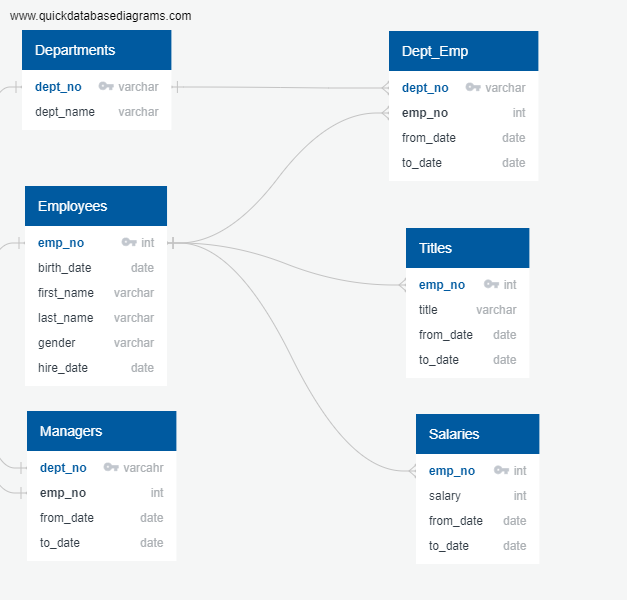 www.quickdatabasediagrams.com
Departments
dept_no varchar
dept_name varchar
Employees
emp_no int
birth_date date
first_name varchar
last_name varchar
gender varchar
hire_date date
Managers
dept_no varcahr
emp_no int
from_date date
to_date date
Dept_Emp
dept_no varchar
emp_no int
from_date date
to_date date
Titles
emp_no int
title varchar
from_date date
to_date date
Salaries
emp_no int
salary int
from_date date
to_date date